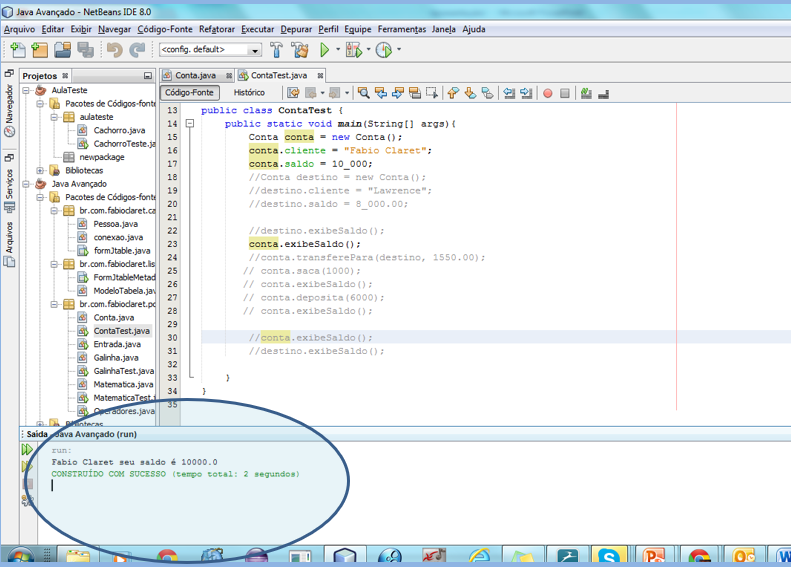 Java Avançado - NetBeans IDE 8.0
Arquivo Editar Exibir Navegar Código-Fonte Refatorar Executar Depurar Perfil Equipe Ferramentas Janela Ajuda
<config. default>
Projetos
Conta.java ContaTest.java
Código-Fonte Histórico
Navegador
Serviços
Arquivos
AulaTeste
Pacotes de Códigos-fonte
aulateste
Cachorro.java
CachorroTeste.ja
newpackage
Bibliotecas
Java Avançado
Pacotes de Códigos-fonte
br.com.fabioclaret.ca
Pessoa.java
conexao.java
formJtable.java
br.com.fabioclaret.lis
FormJtableMetad
ModeloTabela.jav
br.com.fabioclaret.po
Conta.java
ContaTest.java
Entrada.java
Galinha.java
GalinhaTest.java
Matematica.java
MatematicaTest.j
Operadores.java
Bibliotecas
13 public class ContaTest {
14 public static void main(String[] args){
15 Conta conta = new Conta();
16 conta.cliente = "Fabio Claret";
17 conta.saldo = 10_000;
18 //Conta destino = new Conta();
19 //destino.cliente = "Lawrence";
20 //destino.saldo = 8_000.00;
21
22 //destino.exibeSaldo();
23 conta.exibeSaldo();
24 //conta.transferePara(destino, 1550.00);
25 // conta.saca(1000);
26 // conta.exibeSaldo();
27 // conta.deposita(6000);
28 // conta.exibeSaldo();
29
30 //conta.exibeSaldo();
31 //destino.exibeSaldo();
32
33 }
34 }
35
Saída - Java Avançado (run)
run:
Fabio Claret seu saldo é 10000.0
CONSTRUÍDO COM SUCESSO (tempo total: 2 segundos)